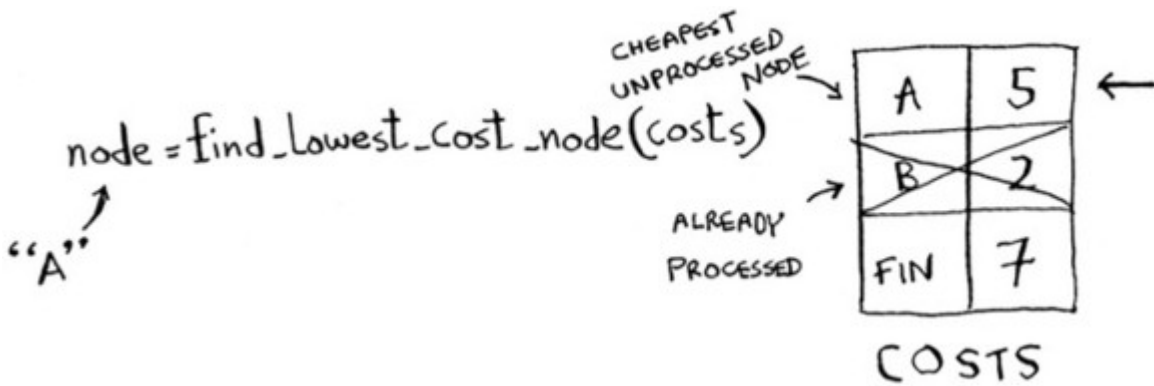 CHEAPEST
UNPROCESSED
NODE
node = find_lowest_cost_node(costs)
“A”
ALREADY
PROCESSED
A 5
B 2
FIN 7
COSTS